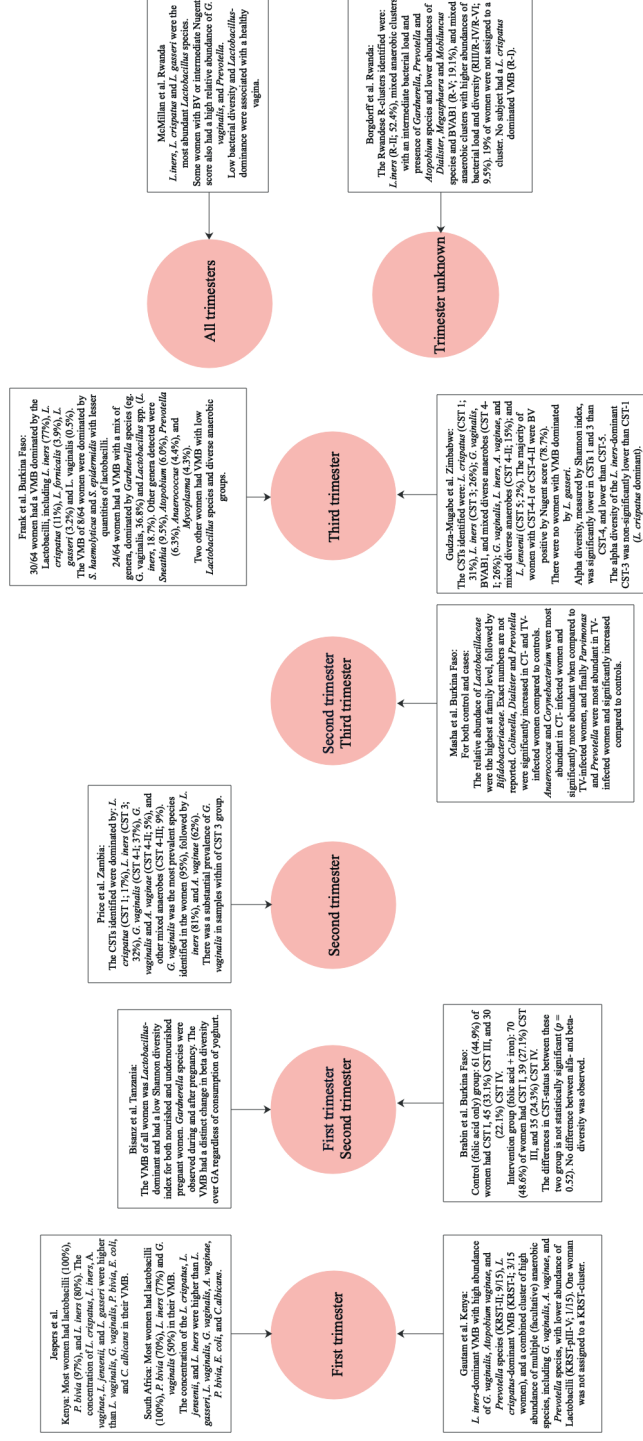 Jespers et al.
Kenya: Most women had lactobacilli (100%),
P. bivia (97%), and L. iners (80%). The
concentration of L. crispatus, L. iners, A.
vaginae, L. jensenii, and L. gasseri were higher
than L. vaginalis, G. vaginalis, P. bivia, E. coli,
and C. albicans in their VMB.
South Africa: Most women had lactobacilli
(100%), P. bivia (70%), L. iners (77%) and G.
vaginalis (50%) in their VMB.
The concentration of the L. crispatus, L.
jensenii, and L. iners were higher than L.
gasseri, L. vaginalis, G. vaginalis, A. vaginae,
P. bivia, E. coli, and C.albicans.
First trimester
Gautam et al. Kenya:
L. iners-dominant VMB with high abundance
of G. vaginalis, Atopobium vaginae, and
Prevotella species (KRST-II; 9/15), L.
crispatus-dominant VMB (KRST-I; 3/15
women), and a combined cluster of high
abundance of multiple (facultative) anaerobic
species, including G. vaginalis, A. vaginae, and
Prevotella species, with lower abundance of
Lactobacilli (KRST-pIII-V; 1/15). One woman
was not assigned to a KRST-cluster.
Bisanz et al. Tanzania:
The VMB of all women was Lactobacillus-
dominant and had a low Shannon diversity
index for both nourished and undernourished
pregnant women. Gardnerella species were
observed during and after pregnancy. The
VMB had a distinct change in beta diversity
over GA regardless of consumption of yoghurt.
First trimester
Second trimester
Brabin et al. Burkina Faso:
Control (folic acid only) group: 61 (44.9%) of
women had CST I, 45 (33.1%) CST III, and 30
(22.1%) CST IV.
Intervention group (folic acid + iron): 70
(48.6%) of women had CST I, 39 (27.1%) CST
III, and 35 (24.3%) CST IV.
The differences in CST-status between these
two group is not statistically significant (p =
0.52). No difference between alfa- and beta-
diversity was observed.
Price et al. Zambia:
The CSTs identified were dominated by: L.
crispatus (CST 1; 17%), L. iners (CST 3;
32%), G. vaginalis (CST 4-I; 37%), G.
vaginalis and A. vaginae (CST 4-II; 5%), and
other mixed anaerobes (CST 4-III; 9%).
G. vaginalis was the most prevalent species
identified in the women (95%), followed by L.
iners (81%), and A. vaginae (62%).
There was a substantial prevalence of G.
vaginalis in samples within of CST 3 group.
Second trimester
Second trimester
Third trimester
Masha et al. Burkina Faso:
For both control and cases:
The relative abundace of Lactobacillaceae
were the highest at family level, followed by
Bifidobacteriaceae. Exact numbers are not
reported. Colinsella, Dialister and Prevotella
were significantly increased in CT- and TV-
infected women compared to controls.
Anaerococcus and Corynebacterium were most
abundant in CT- infected women and
significantly more abundant when compared to
TV-infected women, and finally Parvimonas
and Prevotella were most abundant in TV-
infected women and significantly increased
compared to controls.
Frank et al. Burkina Faso:
30/64 women had a VMB dominated by the
Lactobacilli, including L. iners (77%), L.
crispatus (11%), L. fornicalis (3.9%), L.
gasseri (3.2%) and L. vaginalis (0.5%).
The VMB of 8/64 women were dominated by
S. haemolyticus and S. epidermidis with lesser
quantities of lactobacilli.
24/64 women had a VMB with a mix of
genera, dominated by Gardnerella species (eg.
G. vaginalis, 36.8%) and Lactobacillus spp. (L.
iners, 18.7%). Other genera detected were
Sneathia (9.5%), Atopobium (6.0%), Prevotella
(6.3%), Anaerococcus (4.4%), and
Mycoplasma (4.3%).
Two other women had VMB with low
Lactobacillus species and diverse anaerobic
groups.
Third trimester
Gudza-Mugabe et al. Zimbabwe:
The CSTs identified were: L. crispatus (CST 1;
31%), L. iners (CST 3; 26%); G. vaginalis,
BVAB1, and mixed diverse anaerobes (CST 4-
I; 26%); G. vaginalis, L. iners, A. vaginae, and
mixed diverse anaerobes (CST 4-II; 15%); and
L. jensenii (CST 5; 2%). The majority of
women with CST-4-I or CST-4-II were BV
positive by Nugent score (78.7%).
There were no women with VMB dominated
by L. gasseri.
Alpha diversity, measured by Shannon index,
was significantly lower in CSTs 1 and 3 than
CST-4, and lower than CST-5.
The alpha diversity of the L. iners-dominant
CST-3 was non-significantly lower than CST-1
(L. crispatus dominant).
McMillan et al. Rwanda
L. iners, L. crispatus and L. gasseri were the
most abundant Lactobacillus species.
Some women with BV or intermediate Nugent
score also had a high relative abundance of G.
vaginalis, and Prevotella.
Low bacterial diversity and Lactobacillus-
dominance were associated with a healthy
vagina.
All trimesters
Trimester unknown
Borgdorff et al. Rwanda:
The Rwandese R-clusters identified were:
L.iners (R-II; 52.4%), mixed anaerobic clusters
with an intermediate bacterial load and
presence of Gardnerella, Prevotella and
Atopobium species and lower abundances of
Dialister, Megasphaera and Mobiluncus
species and BVAB1 (R-V; 19.1%), and mixed
anaerobic clusters with higher abundances of
bacterial load and diversity (RIII/R-IV/R-VI;
9.5%). 19% of women were not assigned to a
cluster. No subject had a L. crispatus
dominated VMB (R-I).